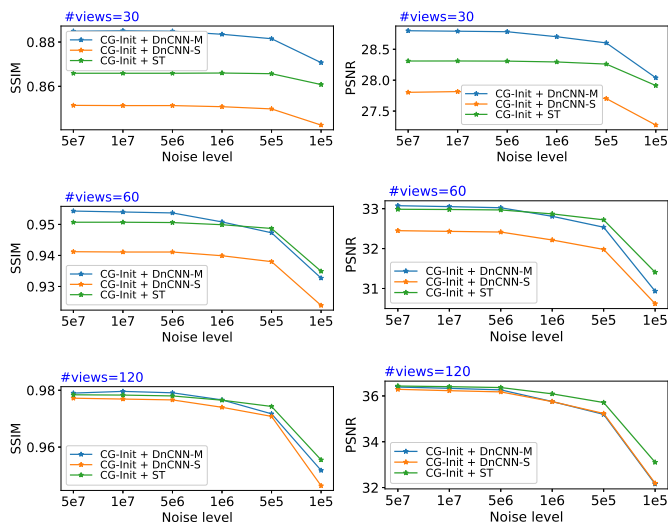 #views=30
0.88
0.86
SSIM
CG-Init + DnCNN-M
CG-Init + DnCNN-S
CG-Init + ST
5e7 1e7 5e6 1e6 5e5 1e5
Noise level
#views=30
28.5
28.0
27.5
PSNR
CG-Init + DnCNN-M
CG-Init + DnCNN-S
CG-Init + ST
5e7 1e7 5e6 1e6 5e5 1e5
Noise level
#views=60
0.95
0.94
0.93
SSIM
CG-Init + DnCNN-M
CG-Init + DnCNN-S
CG-Init + ST
5e7 1e7 5e6 1e6 5e5 1e5
Noise level
#views=60
33
32
31
PSNR
CG-Init + DnCNN-M
CG-Init + DnCNN-S
CG-Init + ST
5e7 1e7 5e6 1e6 5e5 1e5
Noise level
#views=120
0.98
0.96
SSIM
CG-Init + DnCNN-M
CG-Init + DnCNN-S
CG-Init + ST
5e7 1e7 5e6 1e6 5e5 1e5
Noise level
#views=120
36
34
32
PSNR
CG-Init + DnCNN-M
CG-Init + DnCNN-S
CG-Init + ST
5e7 1e7 5e6 1e6 5e5 1e5
Noise level